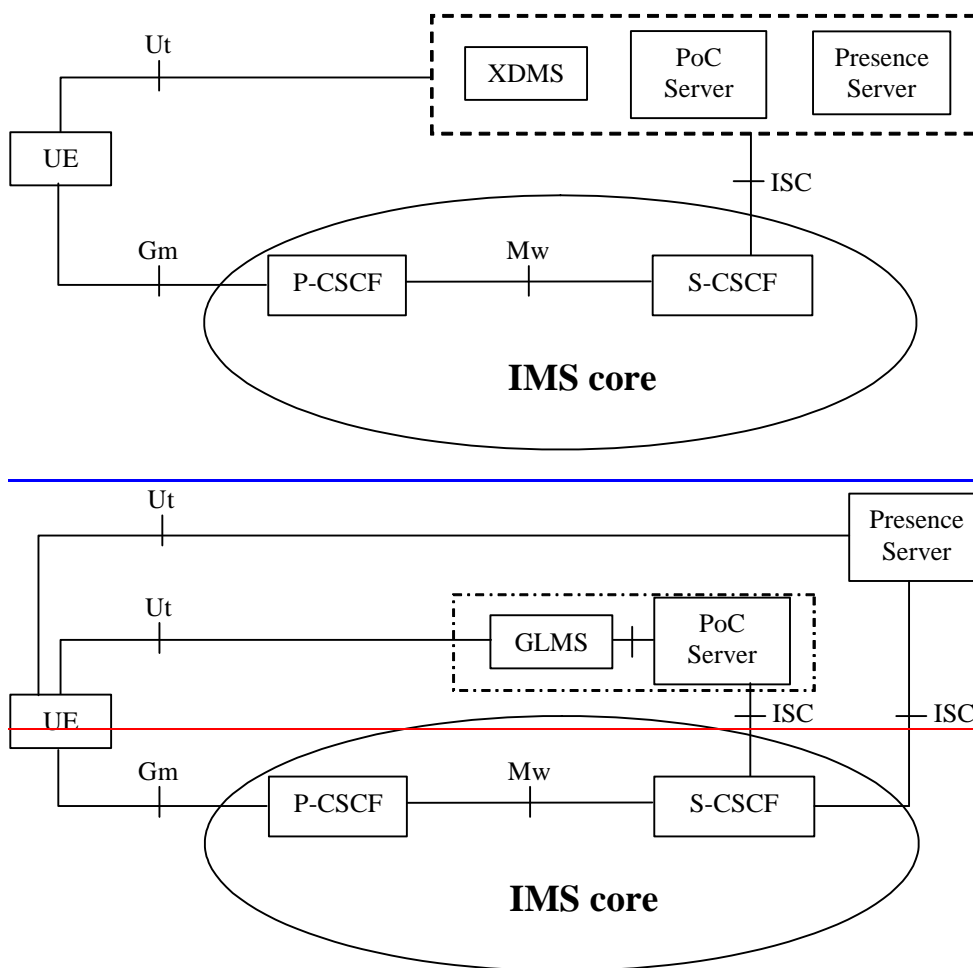 Ut
XDMS
PoC
Server
Presence
Server
UE
ISC
Gm
Mw
P-CSCF
S-CSCF
IMS core
Ut
Presence
Server
Ut
GLMS
PoC
Server
UE
ISC
ISC
Gm
Mw
P-CSCF
S-CSCF
IMS core